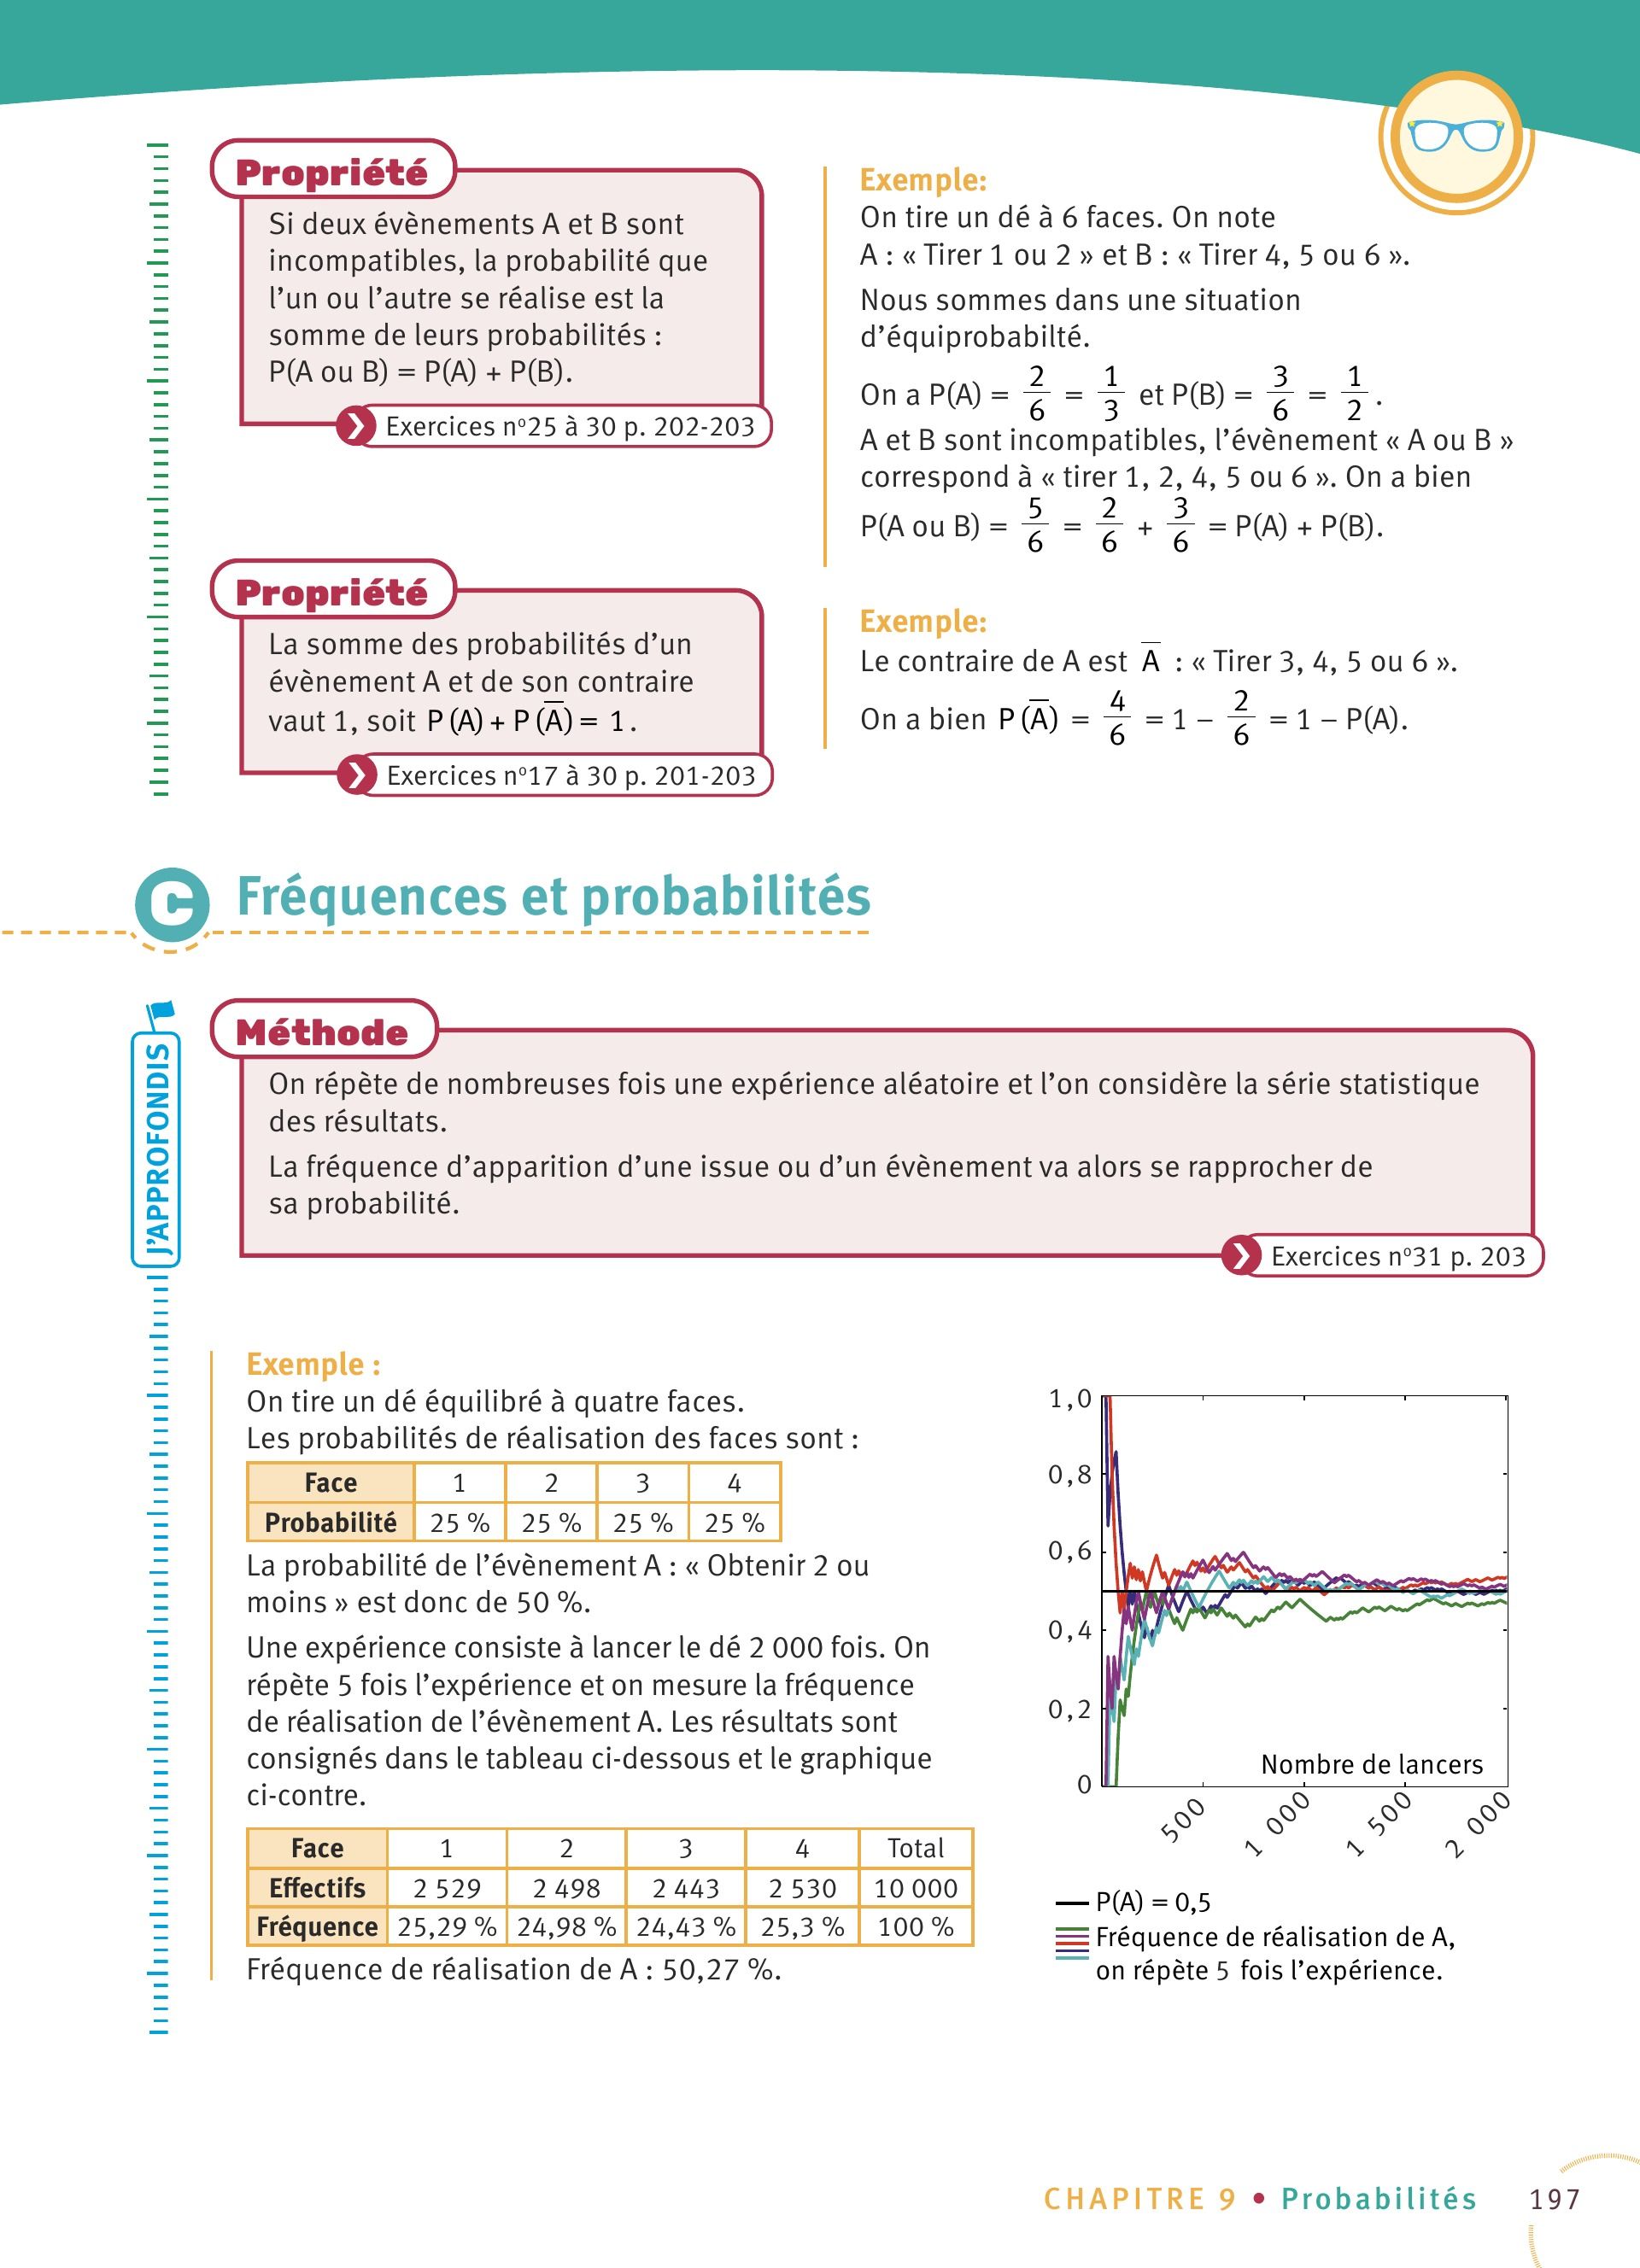 Propriété
Si deux évènements A et B sont
incompatibles, la probabilité que
l'un ou l'autre se réalise est la
somme de leurs probabilités :
P(A ou B) = P(A) + P(B).
Exercices n°25 à 30 p. 202-203
Exemple:
On tire un dé à 6 faces. On note
A : « Tirer 1 ou 2 » et B : « Tirer 4, 5 ou 6 ».
Nous sommes dans une situation
d'équiprobabilté.
On a P(A) = 2/6 = 1/3 et P(B) = 3/6 = 1/2.
A et B sont incompatibles, l'évènement « A ou B »
correspond à « tirer 1, 2, 4, 5 ou 6 ». On a bien
P(A ou B) = 5/6 = 2/6 + 3/6 = P(A) + P(B).
Propriété
La somme des probabilités d'un
évènement A et de son contraire
vaut 1, soit P(A) + P(A̅) = 1.
Exercices n°17 à 30 p. 201-203
Exemple:
Le contraire de A est A̅ : « Tirer 3, 4, 5 ou 6 ».
On a bien P(A̅) = 4/6 = 1 – 2/6 = 1 – P(A).
C Fréquences et probabilités
J'APPROFONDIS
Méthode
On répète de nombreuses fois une expérience aléatoire et l'on considère la série statistique
des résultats.
La fréquence d'apparition d'une issue ou d'un évènement va alors se rapprocher de
sa probabilité.
Exercices n°31 p. 203
Exemple :
On tire un dé équilibré à quatre faces.
Les probabilités de réalisation des faces sont :
Face 1 2 3 4
Probabilité 25 % 25 % 25 % 25 %
La probabilité de l'évènement A : « Obtenir 2 ou
moins » est donc de 50 %.
Une expérience consiste à lancer le dé 2 000 fois. On
répète 5 fois l'expérience et on mesure la fréquence
de réalisation de l'évènement A. Les résultats sont
consignés dans le tableau ci-dessous et le graphique
ci-contre.
Face 1 2 3 4 Total
Effectifs 2 529 2 498 2 443 2 530 10 000
Fréquence 25,29 % 24,98 % 24,43 % 25,3 % 100 %
Fréquence de réalisation de A : 50,27 %.
1,0
0,8
0,6
0,4
0,2
0
Nombre de lancers
500 1 000 1 500 2 000
P(A) = 0,5
Fréquence de réalisation de A,
on répète 5 fois l'expérience.
CHAPITRE 9 • Probabilités 197